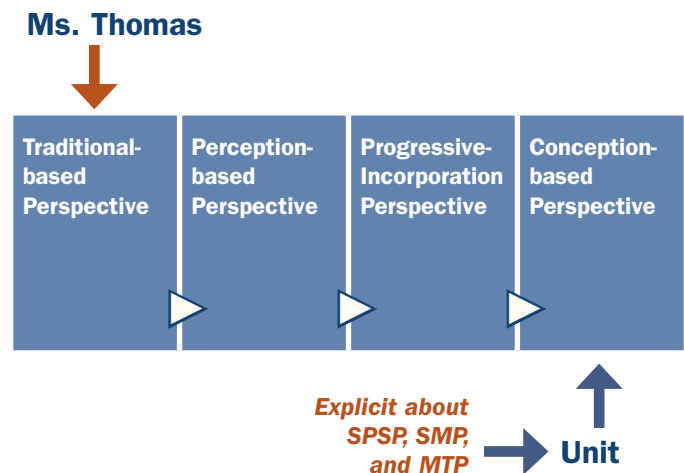 Ms. Thomas
Traditional-
based
Perspective
Perception-
based
Perspective
Progressive-
Incorporation
Perspective
Conception-
based
Perspective
Explicit about
SPSP, SMP,
and MTP
Unit